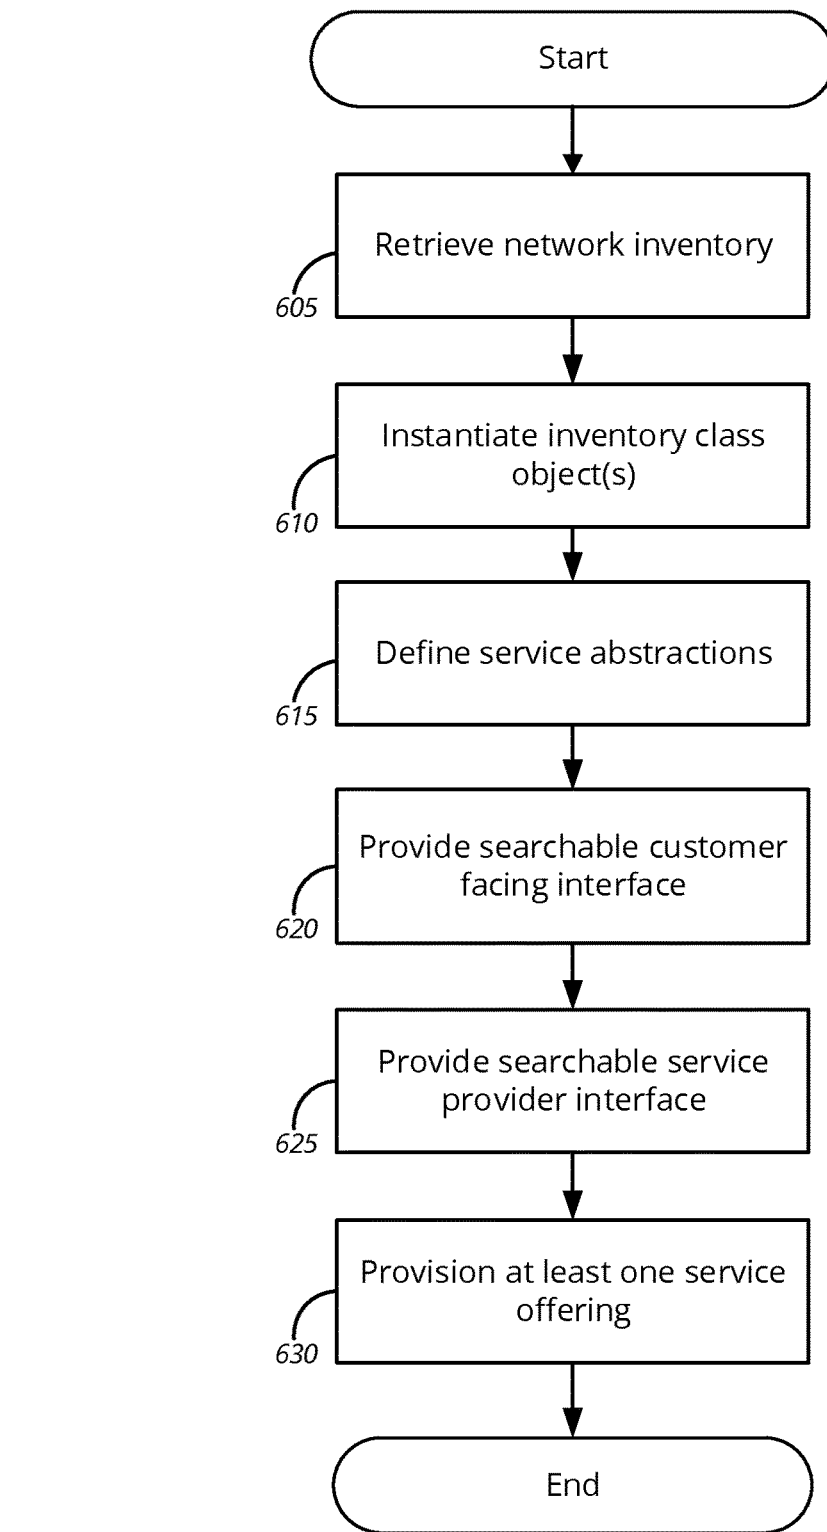 Start
Retrieve network inventory
605
Instantiate inventory class
object(s)
610
Define service abstractions
615
Provide searchable customer
facing interface
620
Provide searchable service
provider interface
625
Provision at least one service
offering
630
End